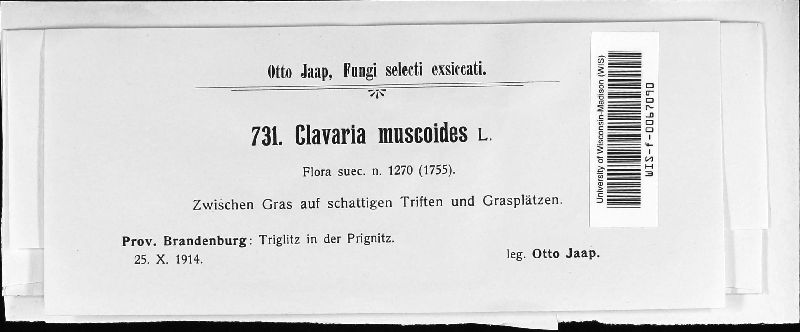 Otto Jaap, Fungi selecti exsiccati.
731. Clavaria muscoides L.
Flora suec. n. 1270 (1755).
Zwischen Gras auf schattigen Triften und Grasplätzen.
Prov. Brandenburg: Triglitz in der Prignitz.
25. X. 1914.
leg. Otto Jaap.
University of Wisconsin-Madison (WIS)
WIS-f-0067090